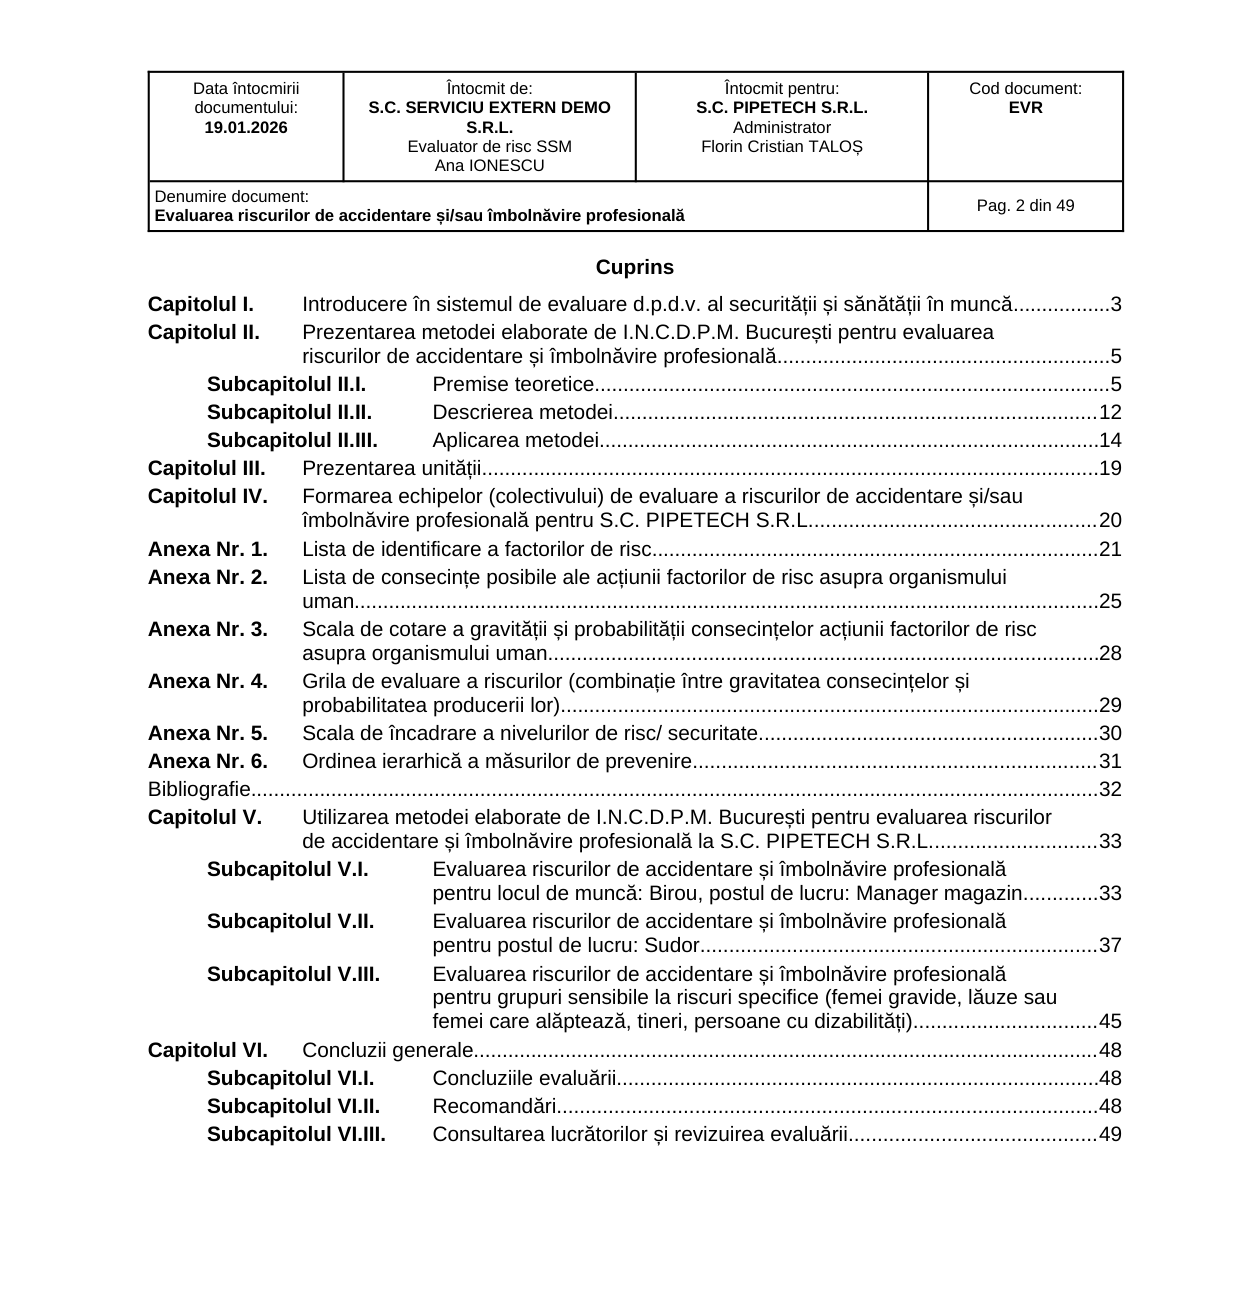 Data întocmirii
documentului:
19.01.2026
Întocmit de:
S.C. SERVICIU EXTERN DEMO
S.R.L.
Evaluator de risc SSM
Ana IONESCU
Întocmit pentru:
S.C. PIPETECH S.R.L.
Administrator
Florin Cristian TALOȘ
Cod document:
EVR
Denumire document:
Evaluarea riscurilor de accidentare și/sau îmbolnăvire profesională
Pag. 2 din 49
Cuprins
Capitolul I. Introducere în sistemul de evaluare d.p.d.v. al securității și sănătății în muncă................3
Capitolul II. Prezentarea metodei elaborate de I.N.C.D.P.M. București pentru evaluarea
riscurilor de accidentare și îmbolnăvire profesională.........................................................5
Subcapitolul II.I. Premise teoretice.........................................................................................5
Subcapitolul II.II. Descrierea metodei....................................................................................12
Subcapitolul II.III. Aplicarea metodei......................................................................................14
Capitolul III. Prezentarea unității..........................................................................................................19
Capitolul IV. Formarea echipelor (colectivului) de evaluare a riscurilor de accidentare și/sau
îmbolnăvire profesională pentru S.C. PIPETECH S.R.L..................................................20
Anexa Nr. 1. Lista de identificare a factorilor de risc.............................................................................21
Anexa Nr. 2. Lista de consecințe posibile ale acțiunii factorilor de risc asupra organismului
uman................................................................................................................................25
Anexa Nr. 3. Scala de cotare a gravității și probabilității consecințelor acțiunii factorilor de risc
asupra organismului uman...............................................................................................28
Anexa Nr. 4. Grila de evaluare a riscurilor (combinație între gravitatea consecințelor și
probabilitatea producerii lor)............................................................................................29
Anexa Nr. 5. Scala de încadrare a nivelurilor de risc/ securitate..........................................................30
Anexa Nr. 6. Ordinea ierarhică a măsurilor de prevenire......................................................................31
Bibliografie..................................................................................................................................................32
Capitolul V. Utilizarea metodei elaborate de I.N.C.D.P.M. București pentru evaluarea riscurilor
de accidentare și îmbolnăvire profesională la S.C. PIPETECH S.R.L.............................33
Subcapitolul V.I. Evaluarea riscurilor de accidentare și îmbolnăvire profesională
pentru locul de muncă: Birou, postul de lucru: Manager magazin.............33
Subcapitolul V.II. Evaluarea riscurilor de accidentare și îmbolnăvire profesională
pentru postul de lucru: Sudor....................................................................37
Subcapitolul V.III. Evaluarea riscurilor de accidentare și îmbolnăvire profesională
pentru grupuri sensibile la riscuri specifice (femei gravide, lăuze sau
femei care alăptează, tineri, persoane cu dizabilități)................................45
Capitolul VI. Concluzii generale...........................................................................................................48
Subcapitolul VI.I. Concluziile evaluării...................................................................................48
Subcapitolul VI.II. Recomandări.............................................................................................48
Subcapitolul VI.III. Consultarea lucrătorilor și revizuirea evaluării...........................................49